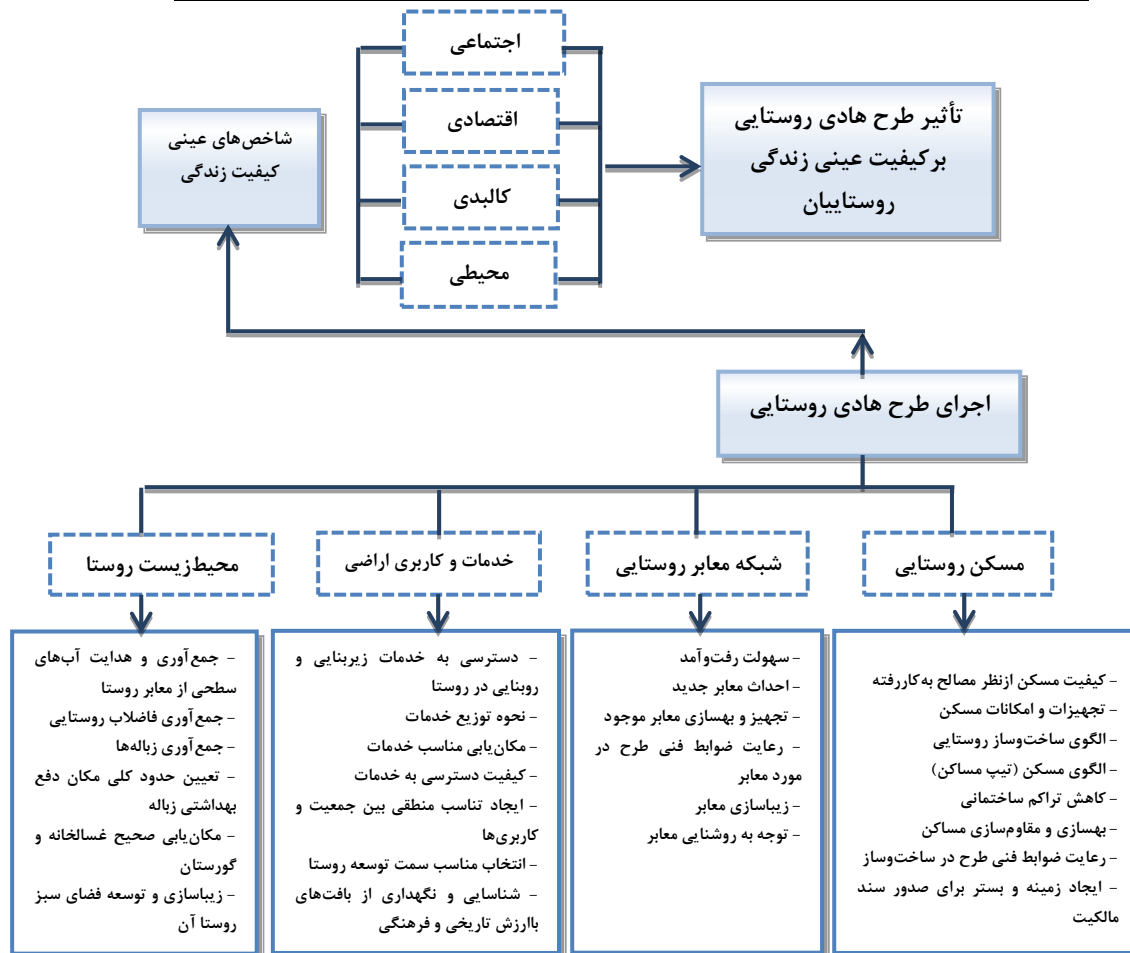 اجتماعی
اقتصادی
کالبدی
محیطی
تأثیر طرح هادی روستایی
برکیفیت عینی زندگی
روستاییان
شاخص‌های عینی
کیفیت زندگی
اجرای طرح هادی روستایی
مسکن روستایی
شبکه معابر روستایی
خدمات و کاربری اراضی
محیط‌زیست روستا
- کیفیت مسکن ازنظر مصالح به‌کاررفته
- تجهیزات و امکانات مسکن
- الگوی ساخت‌وساز روستایی
- الگوی مسکن (تیپ مساکن)
- کاهش تراکم ساختمانی
- بهسازی و مقاوم‌سازی مساکن
- رعایت ضوابط فنی طرح در ساخت‌وساز
- ایجاد زمینه و بستر برای صدور سند
مالکیت
- سهولت رفت‌وآمد
- احداث معابر جدید
- تجهیز و بهسازی معابر موجود
- رعایت ضوابط فنی طرح در
مورد معابر
- زیباسازی معابر
- توجه به روشنایی معابر
- دسترسی به خدمات زیربنایی و
روبنایی در روستا
- نحوه توزیع خدمات
- مکان‌یابی مناسب خدمات
- کیفیت دسترسی به خدمات
- ایجاد تناسب منطقی بین جمعیت و
کاربری‌ها
- انتخاب مناسب سمت توسعه روستا
- شناسایی و نگهداری از بافت‌های
باارزش تاریخی و فرهنگی
- جمع‌آوری و هدایت آب‌های
سطحی از معابر روستا
- جمع‌آوری فاضلاب روستایی
- جمع‌آوری زباله‌ها
- تعیین حدود کلی مکان دفع
بهداشتی زباله
- مکان‌یابی صحیح غسالخانه و
گورستان
- زیباسازی و توسعه فضای سبز
روستا آن